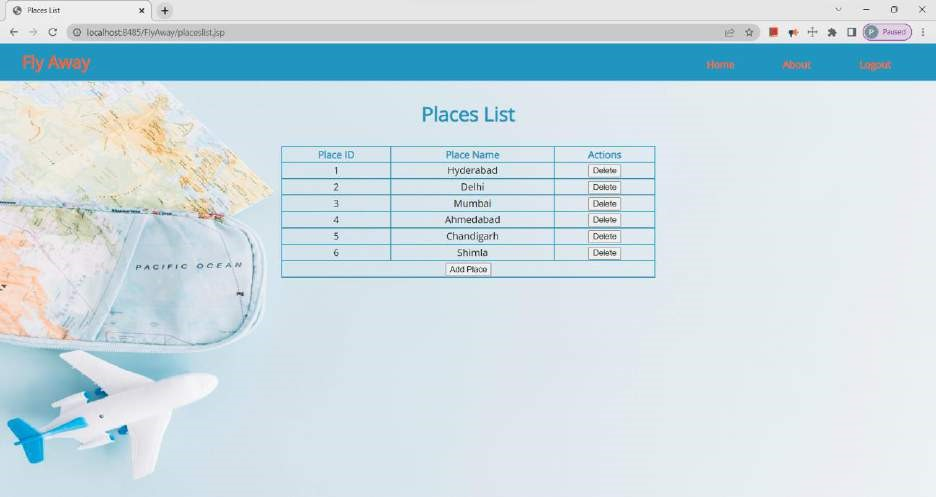 Places List
localhost:8485/FlyAway/placeslist.jsp
P Paused
Fly Away
Home About Logout
Places List
Place ID Place Name Actions
1 Hyderabad Delete
2 Delhi Delete
3 Mumbai Delete
4 Ahmedabad Delete
5 Chandigarh Delete
6 Shimla Delete
Add Place
PACIFIC OCEAN